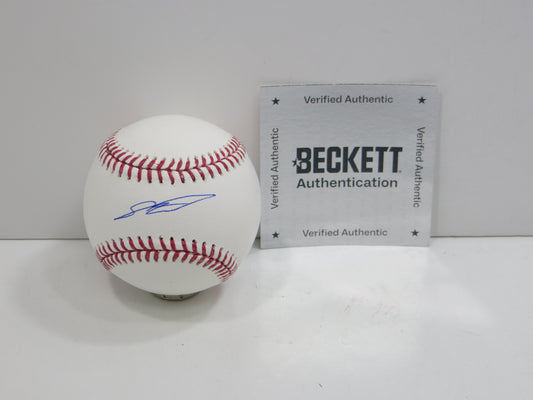 ★ Verified Authentic ★
Verified Authentic
Verified Authentic
BECKETT®
Authentication
★ Verified Authentic ★